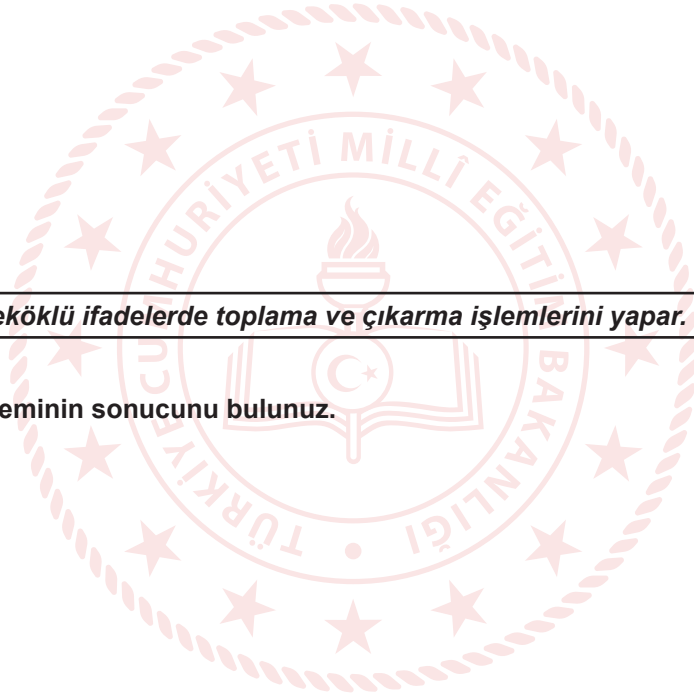 eköklü ifadelerde toplama ve çıkarma işlemlerini yapar.
eminin sonucunu bulunuz.
TÜRKİYE CUMHURİYETİ MİLLÎ EĞİTİM BAKANLIĞI